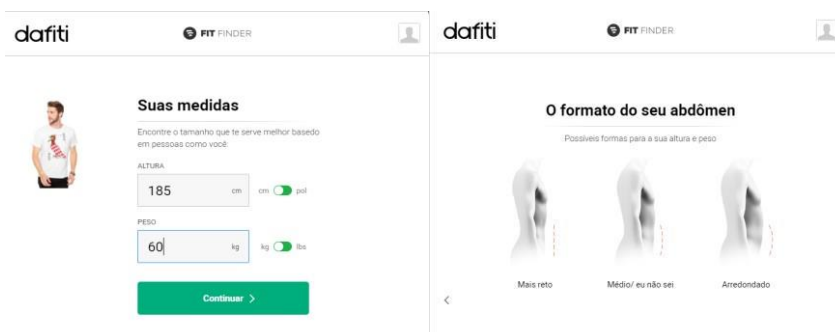 dafiti
FIT FINDER
Suas medidas
Encontre o tamanho que te serve melhor basedo
em pessoas como você
ALTURA
185 cm cm pol
PESO
60 kg kg lbs
Continuar >
dafiti
FIT FINDER
O formato do seu abdômen
Possíveis formas para a sua altura e peso
Mais reto Médio/ eu não sei Arredondado